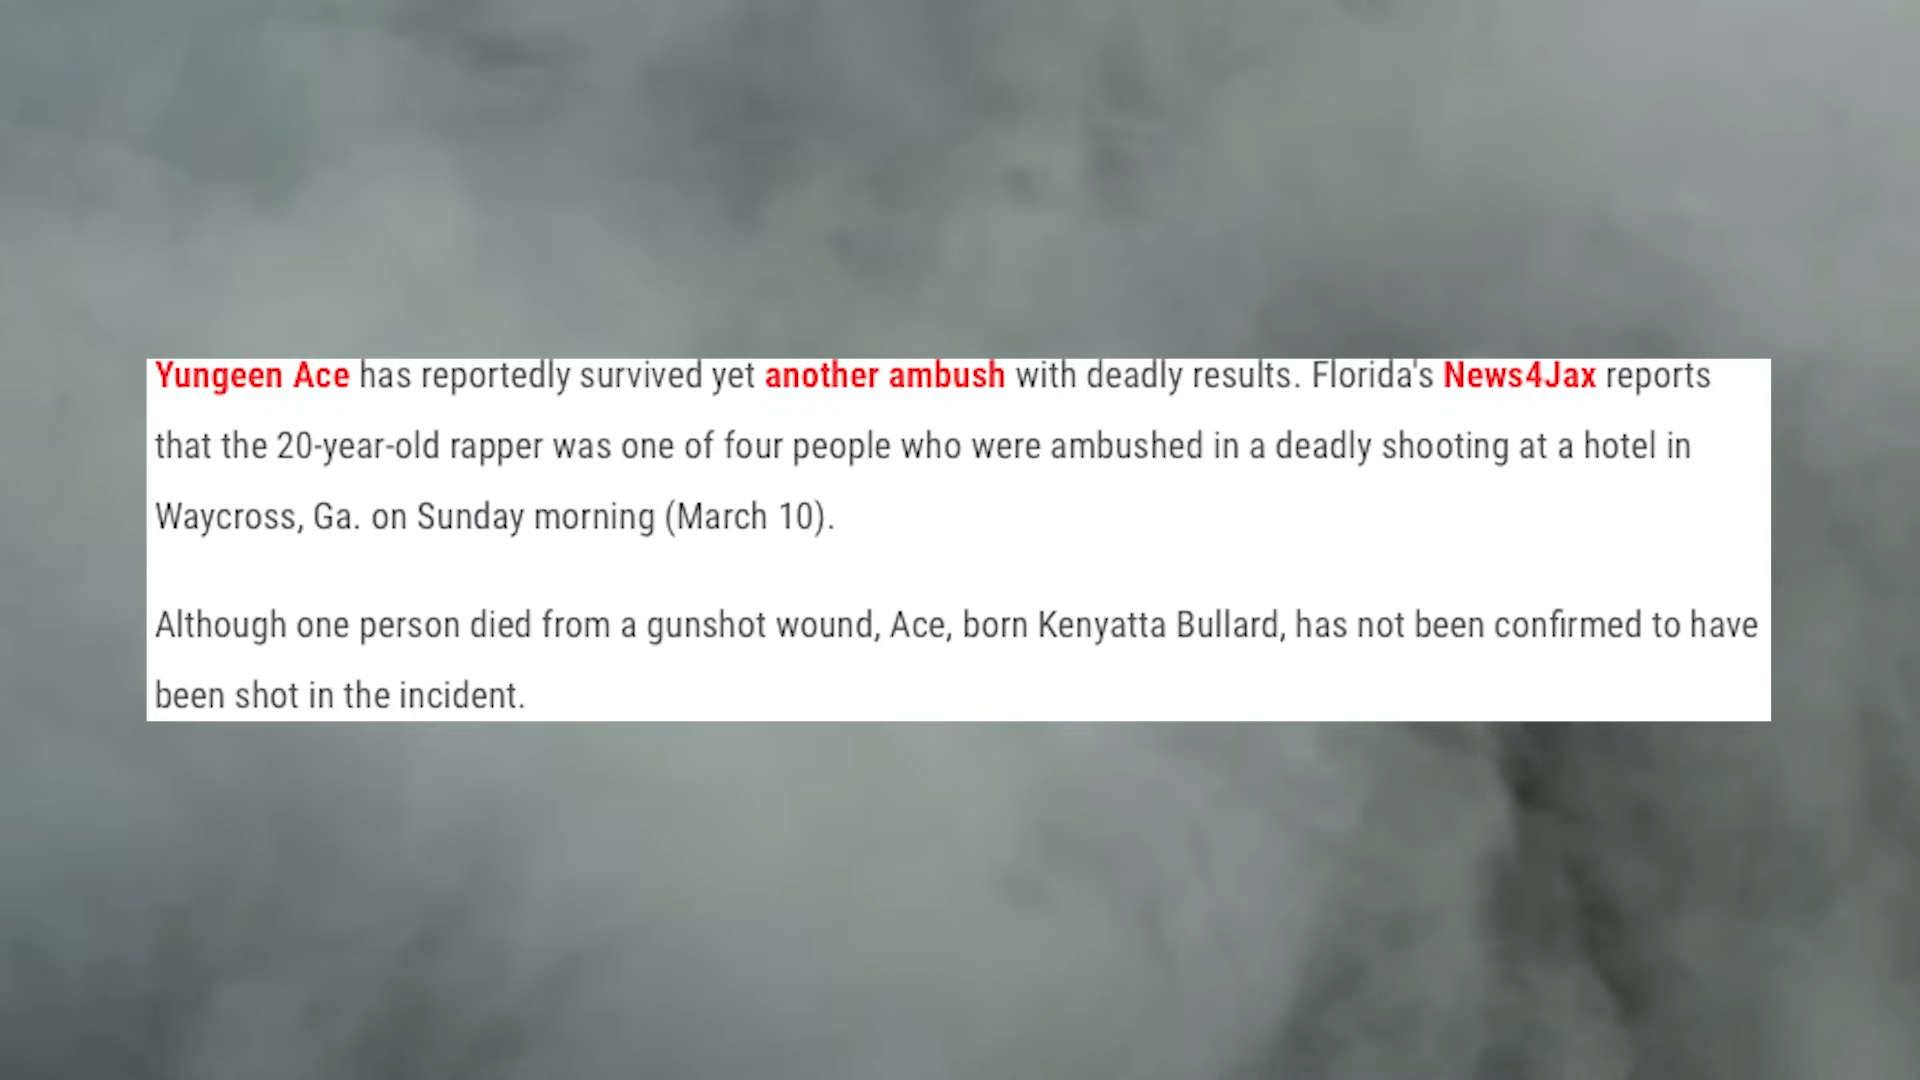 Yungeen Ace has reportedly survived yet another ambush with deadly results. Florida's News4Jax reports
that the 20-year-old rapper was one of four people who were ambushed in a deadly shooting at a hotel in
Waycross, Ga. on Sunday morning (March 10).
Although one person died from a gunshot wound, Ace, born Kenyatta Bullard, has not been confirmed to have
been shot in the incident.